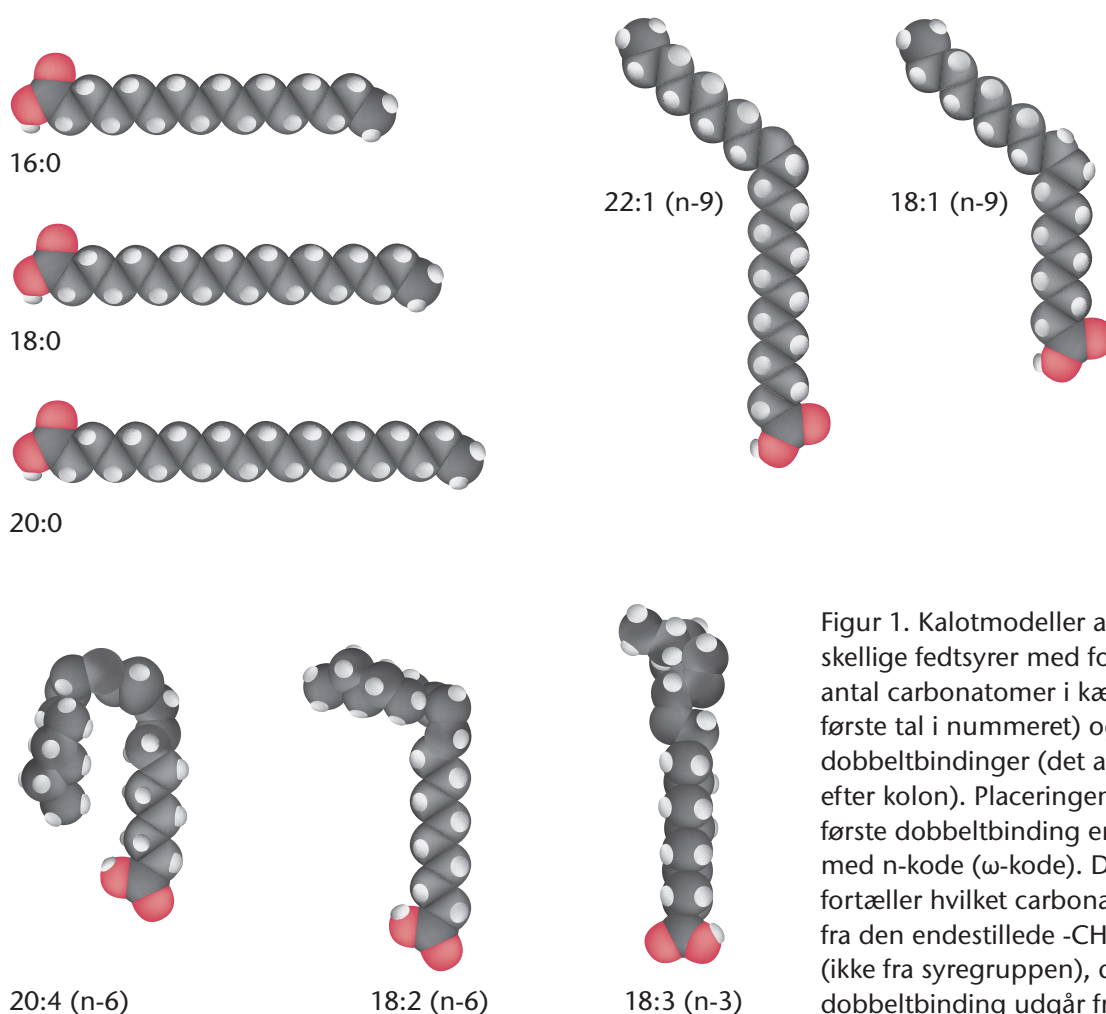 16:0
18:0
20:0
22:1 (n-9)
18:1 (n-9)
20:4 (n-6)
18:2 (n-6)
18:3 (n-3)
Figur 1. Kalotmodeller a
skellige fedtsyrer med fo
antal carbonatomer i kæ
første tal i nummeret) o
dobbeltbindinger (det a
efter kolon). Placeringen
første dobbeltbinding er
med n-kode (ω-kode). D
fortæller hvilket carbona
fra den endestillede -CH
(ikke fra syregruppen), d
dobbeltbinding udgår fr